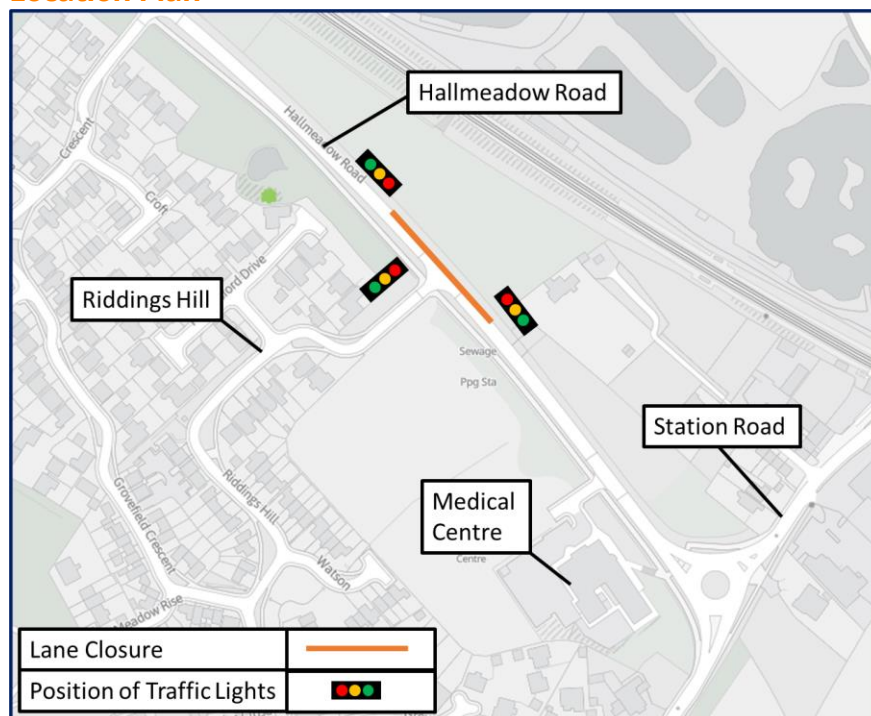 Hallmeadow Road
Hallmeadow Road
Crescent
Croft
Riddings Hill
Drive
Sewage
Ppg Sta
Station Road
Medical
Centre
Centre
Riddings Hill
Grovefield Crescent
Watson
Meadow Rise
Lane Closure
Position of Traffic Lights